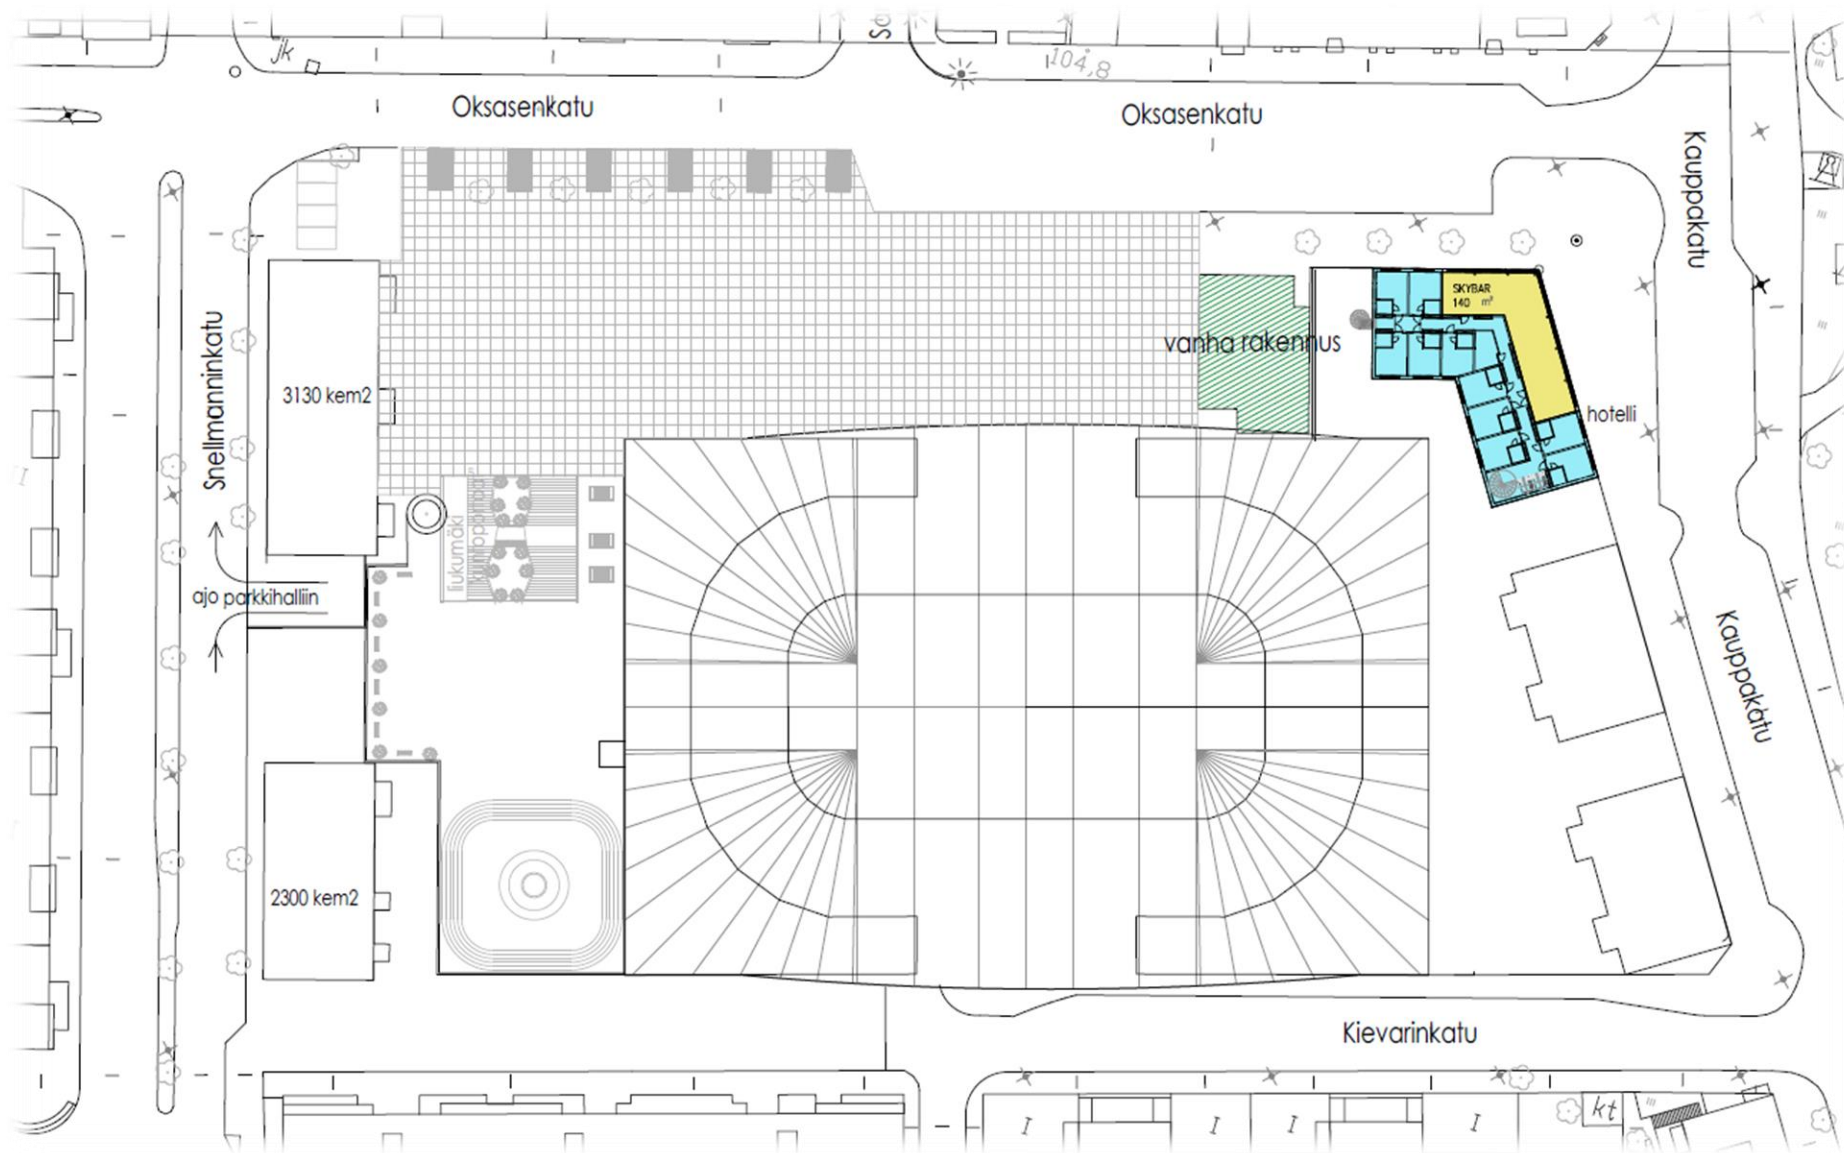 jk
104,8
Oksasenkatu
Oksasenkatu
Kauppakatu
SKYBAR
140 m²
vanha rakennus
Snellmanninkatu
3130 kem2
hotelli
liukumäki
ajo parkkihalliin
Kauppakatu
2300 kem2
Kievarinkatu
I
I
I
I
kt